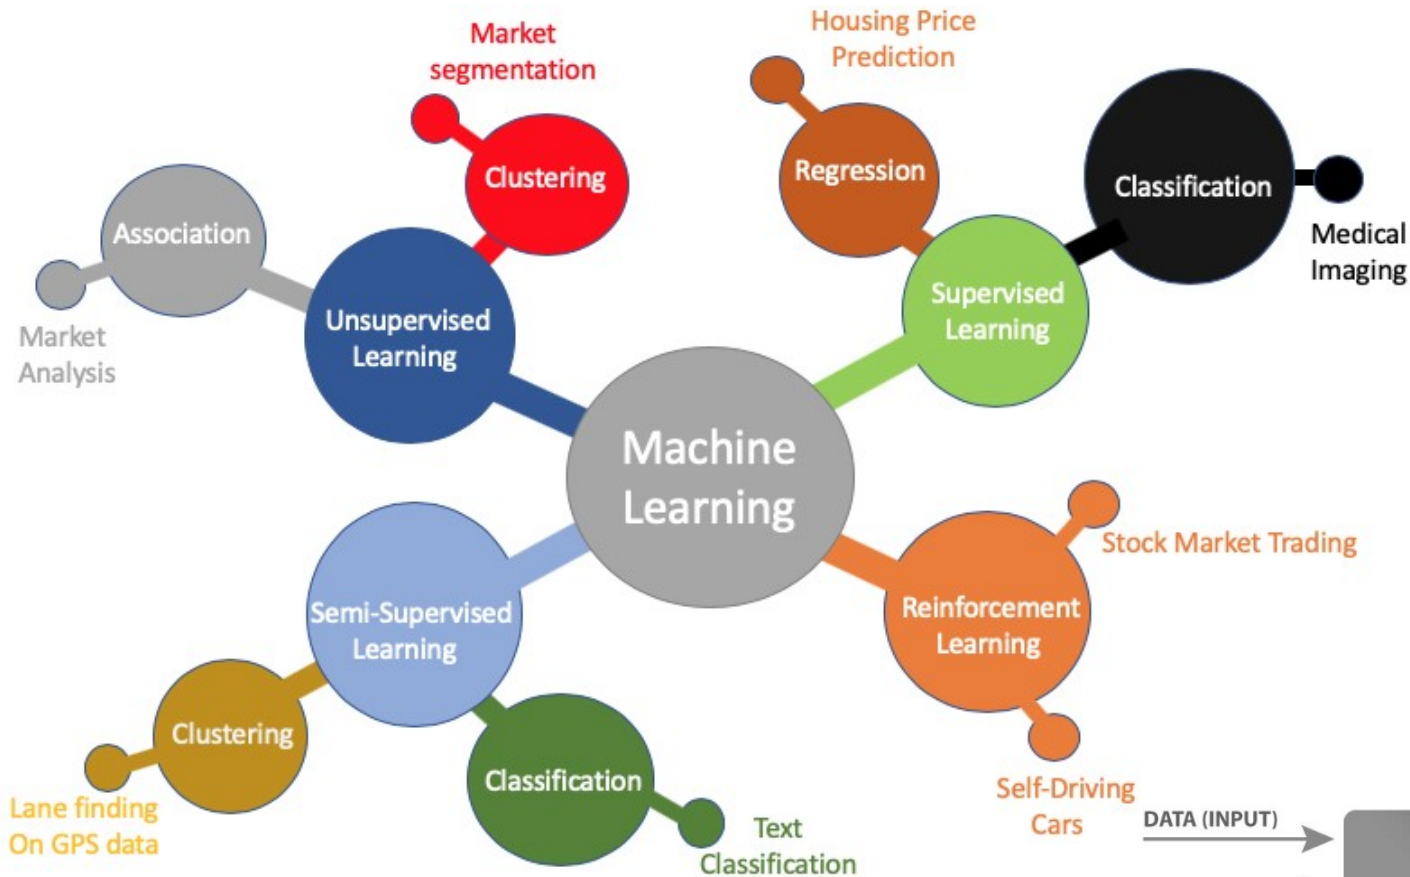 Market
segmentation
Clustering
Association
Market
Analysis
Unsupervised
Learning
Housing Price
Prediction
Regression
Classification
Medical
Imaging
Supervised
Learning
Machine
Learning
Semi-Supervised
Learning
Clustering
Lane finding
On GPS data
Classification
Text
Classification
Reinforcement
Learning
Stock Market Trading
Self-Driving
Cars
DATA (INPUT)